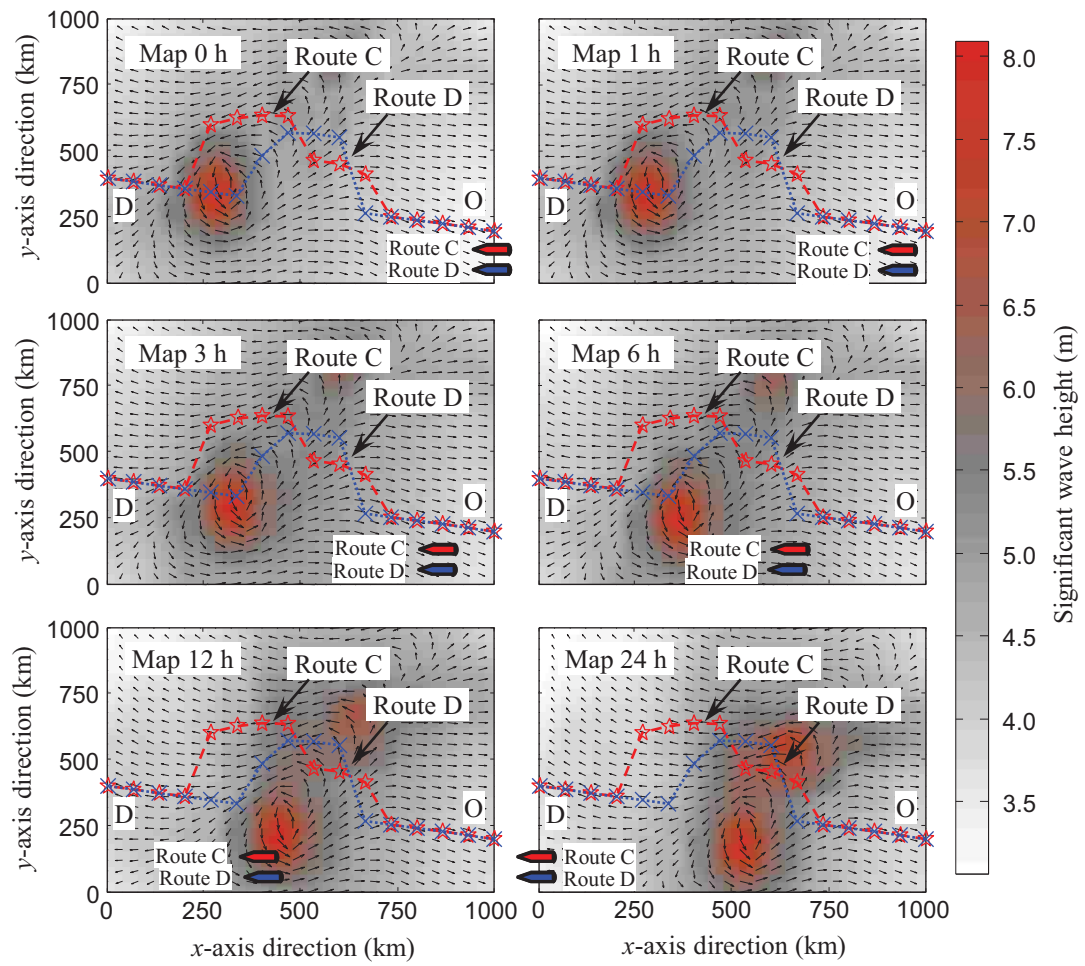 Map 0 h
Route C
Route D
D
O
Route C
Route D
1000
750
500
250
0
y-axis direction (km)
Map 1 h
Route C
Route D
D
O
Route C
Route D
Map 3 h
Route C
Route D
D
O
Route C
Route D
1000
750
500
250
0
y-axis direction (km)
Map 6 h
Route C
Route D
D
O
Route C
Route D
Map 12 h
Route C
Route D
D
O
Route C
Route D
1000
750
500
250
0
y-axis direction (km)
0
250
500
750
1000
x-axis direction (km)
Map 24 h
Route C
Route D
D
O
Route C
Route D
0
250
500
750
1000
x-axis direction (km)
8.0
7.5
7.0
6.5
6.0
5.5
5.0
4.5
4.0
3.5
Significant wave height (m)